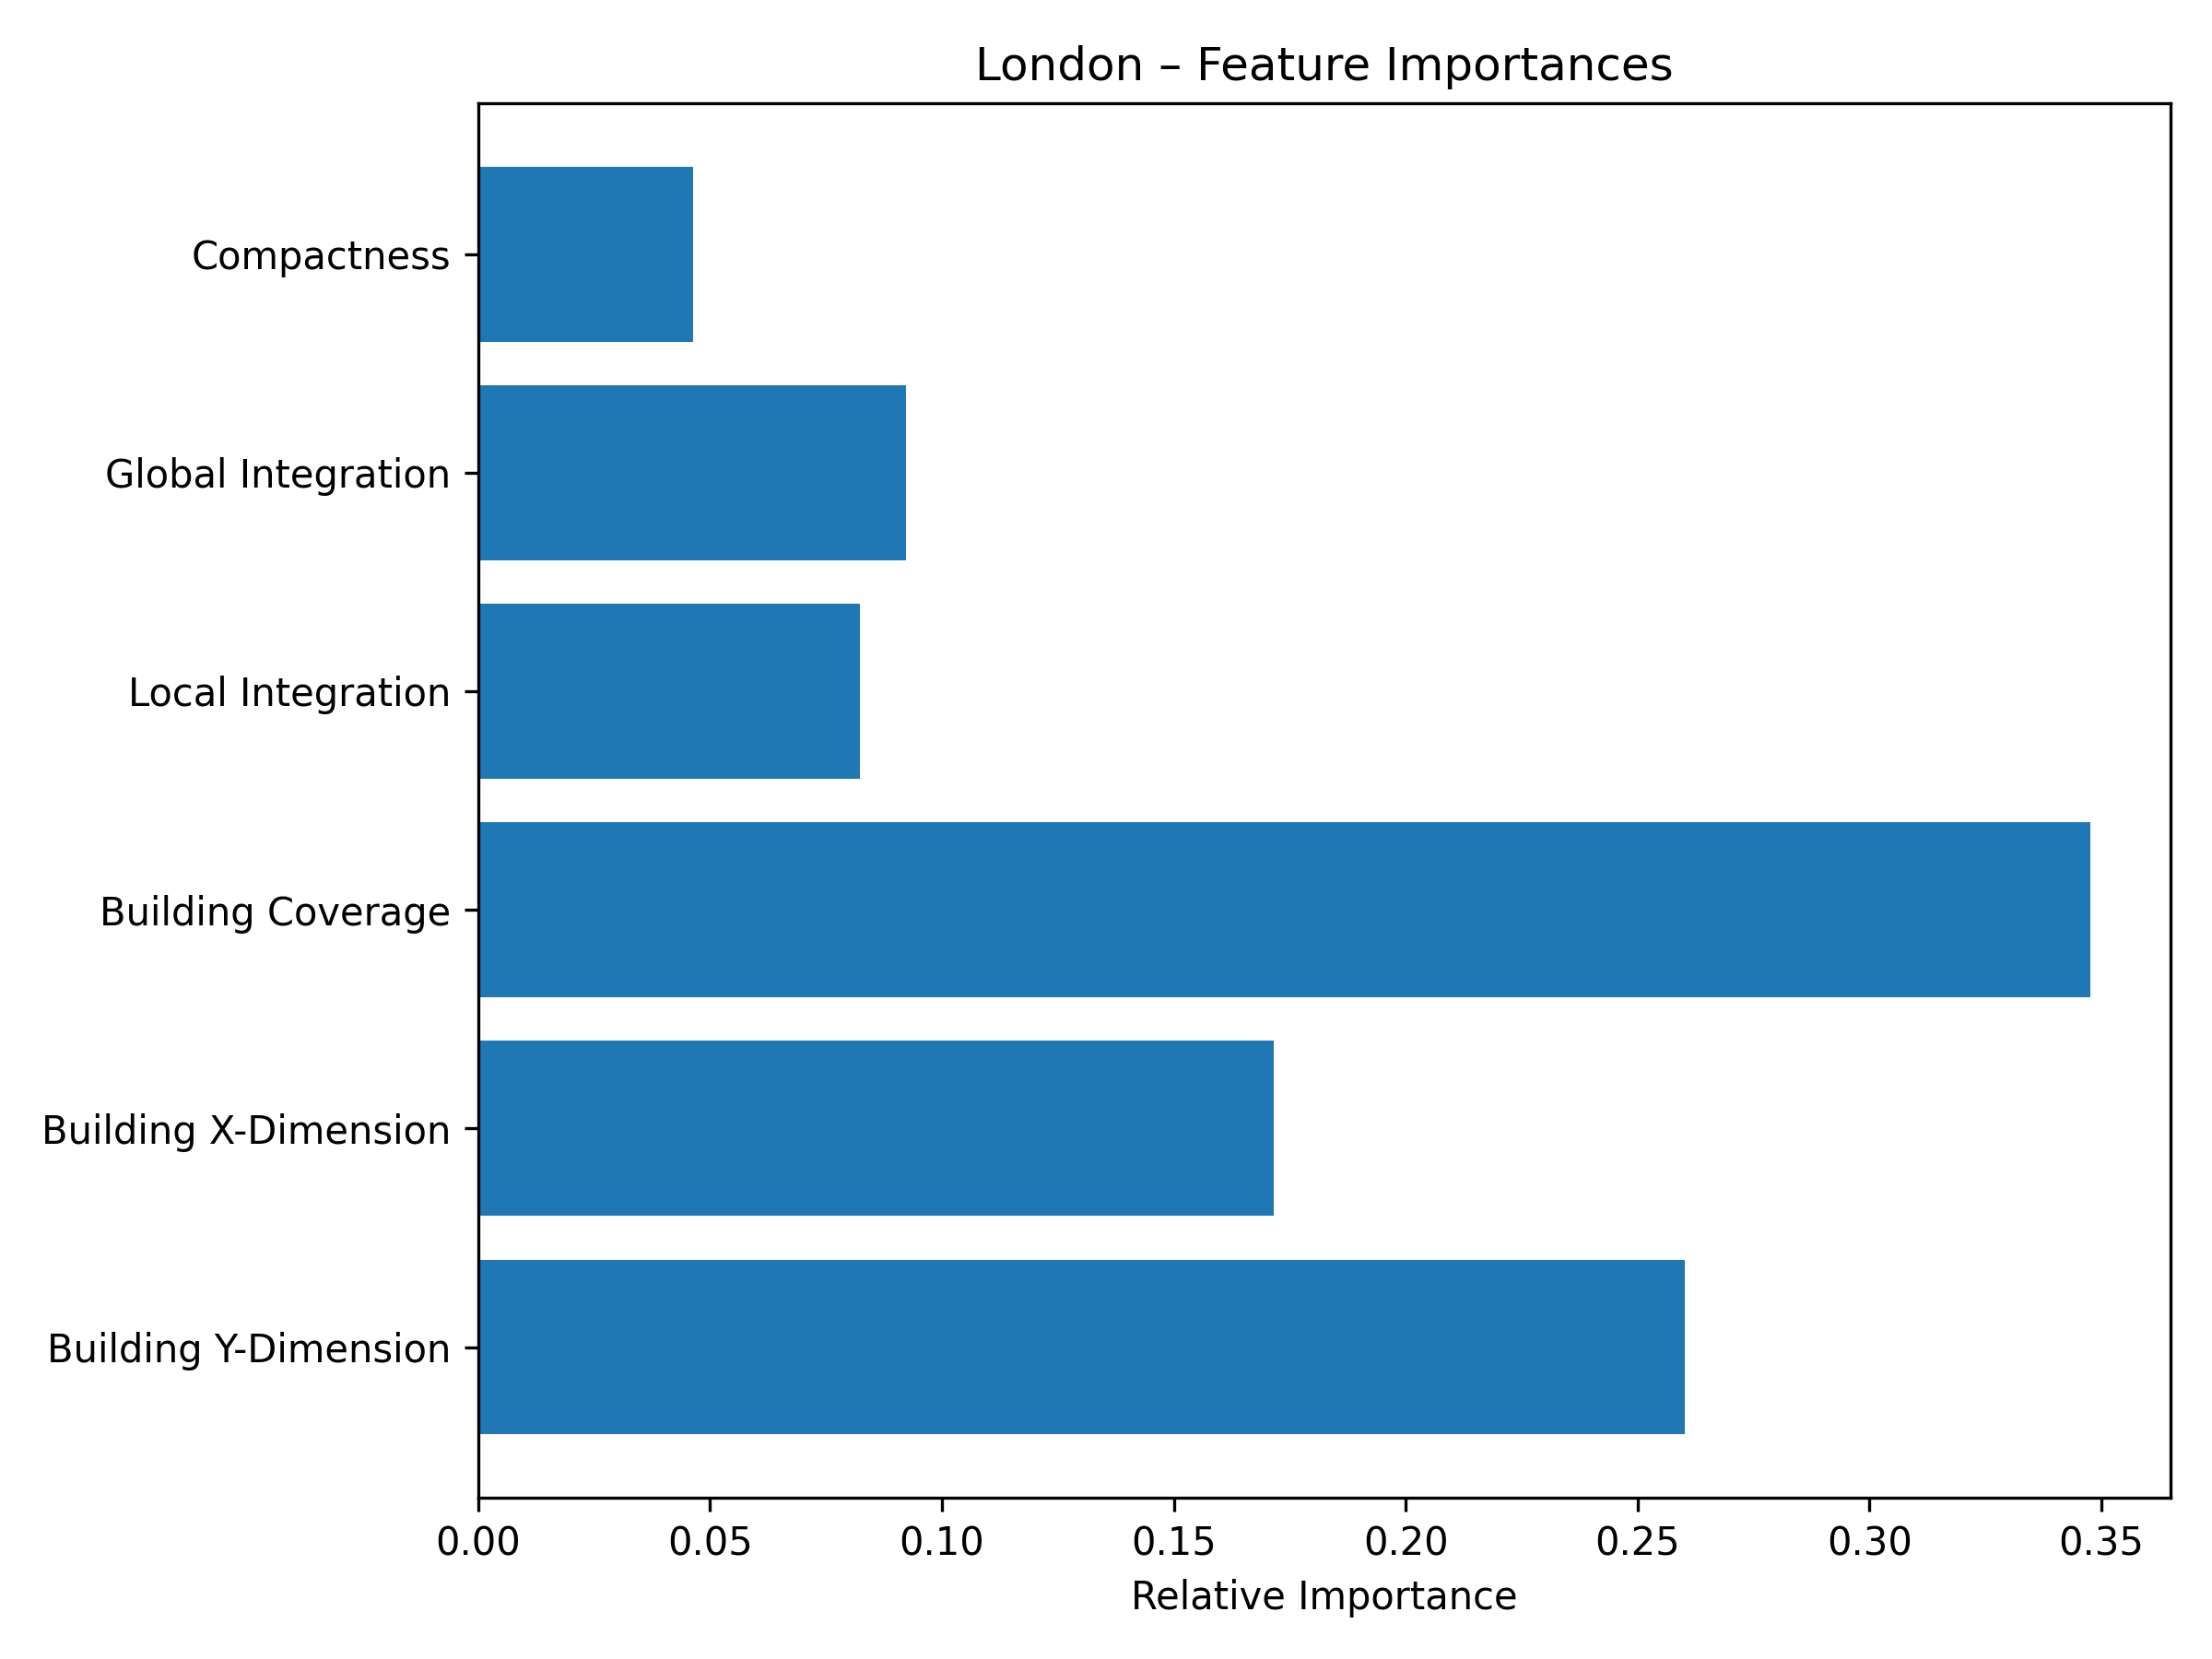 London – Feature Importances
Compactness
Global Integration
Local Integration
Building Coverage
Building X-Dimension
Building Y-Dimension
0.00 0.05 0.10 0.15 0.20 0.25 0.30 0.35
Relative Importance